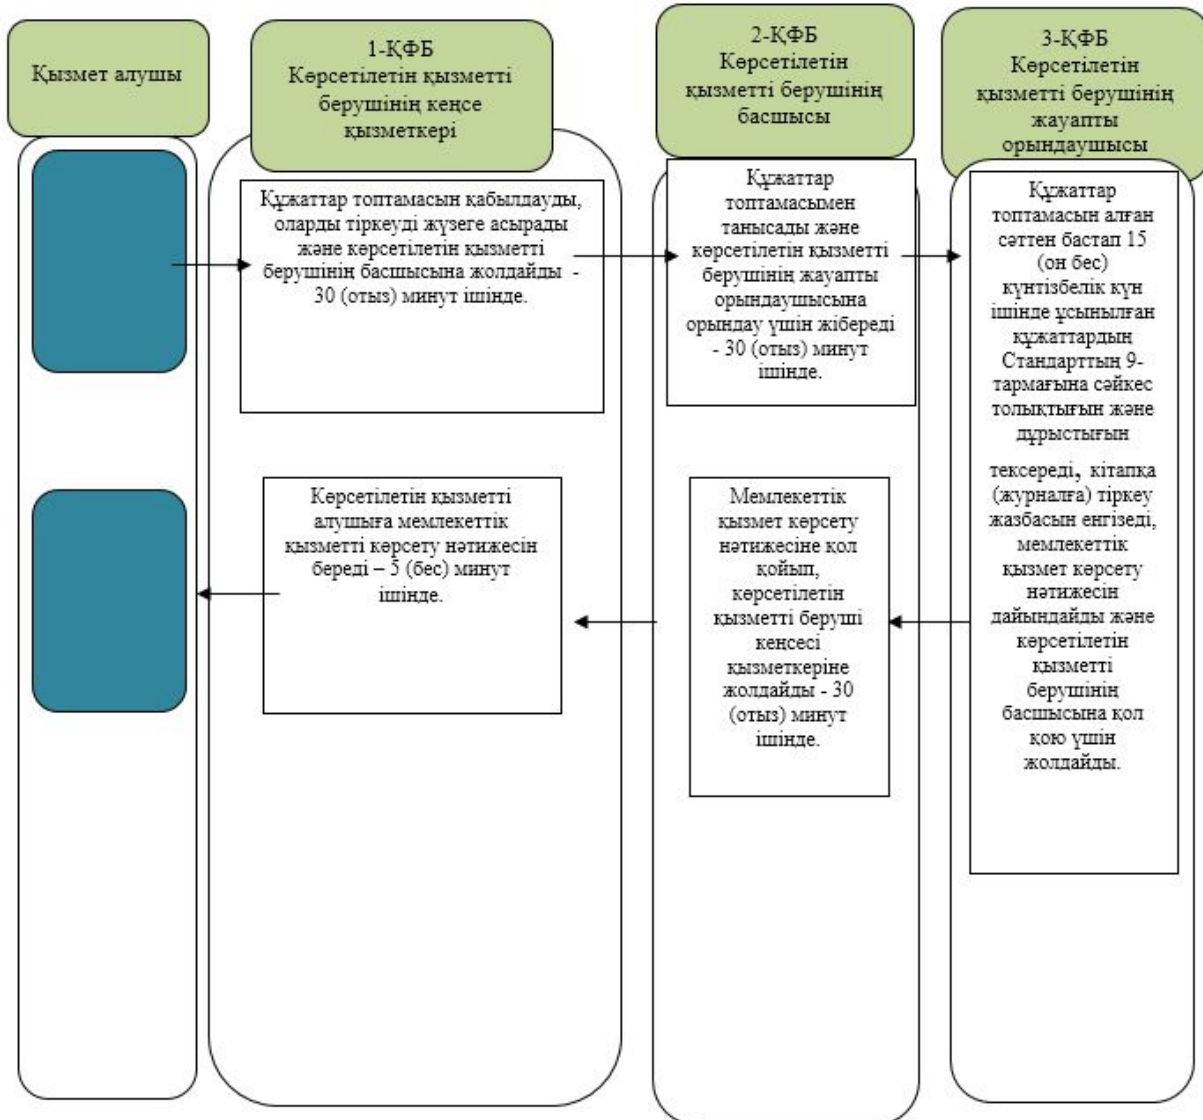 Қызмет алушы
1-ҚФБ
Көрсетілетін қызметті
берушінің кеңсе
қызметкері
2-ҚФБ
Көрсетілетін
қызметті берушінің
басшысы
3-ҚФБ
Көрсетілетін
қызметті берушінің
жауапты
орындаушысы
Құжаттар топтамасын қабылдауды,
оларды тіркеуді жүзеге асырады
және көрсетілетін қызметті
берушінің басшысына жолдайды -
30 (отыз) минут ішінде.
Құжаттар
топтамасымен
танысады және
көрсетілетін қызметті
берушінің жауапты
орындаушысына
орындау үшін жібереді
- 30 (отыз) минут
ішінде.
Құжаттар
топтамасын алған
сәттен бастап 15
(он бес)
күнтізбелік күн
ішінде ұсынылған
құжаттардың
Стандарттың 9-
тармағына сәйкес
толықтығын және
дұрыстығын
тексереді, кітапқа
(журналға) тіркеу
жазбасын енгізеді,
мемлекеттік
қызмет көрсету
нәтижесін
дайындайды және
көрсетілетін
қызметті
берушінің
басшысына қол
қою үшін
жолдайды.
Мемлекеттік
қызмет көрсету
нәтижесіне қол
қойып,
көрсетілетін
қызметті беруші
кеңсесі
қызметкеріне
жолдайды - 30
(отыз) минут
ішінде.
Көрсетілетін қызметті
алушыға мемлекеттік
қызметті көрсету нәтижесін
береді – 5 (бес) минут
ішінде.